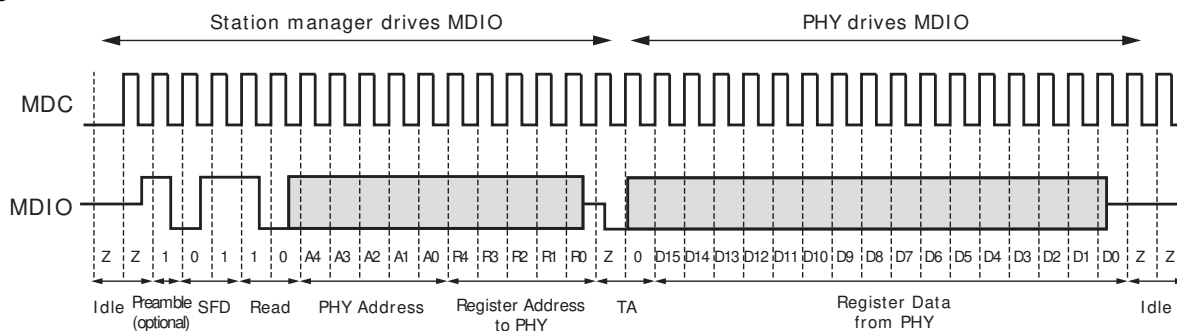 Station manager drives MDIO PHY drives MDIO
MDC
MDIO
Z Z 1 0 1 1 0 A4 A3 A2 A1 A0 R4 R3 R2 R1 R0 Z 0 D15 D14 D13 D12 D11 D10 D9 D8 D7 D6 D5 D4 D3 D2 D1 D0 Z Z
Idle Preamble SFD Read PHY Address Register Address TA Register Data Idle
(optional) to PHY from PHY